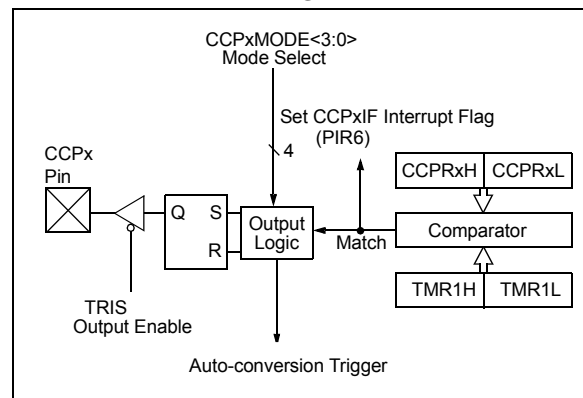 CCPxMODE<3:0>
Mode Select
Set CCPxIF Interrupt Flag
(PIR6)
4
CCPx
Pin
CCPRxH CCPRxL
Q S
R
Output
Logic
Match
Comparator
TRIS
Output Enable
TMR1H TMR1L
Auto-conversion Trigger